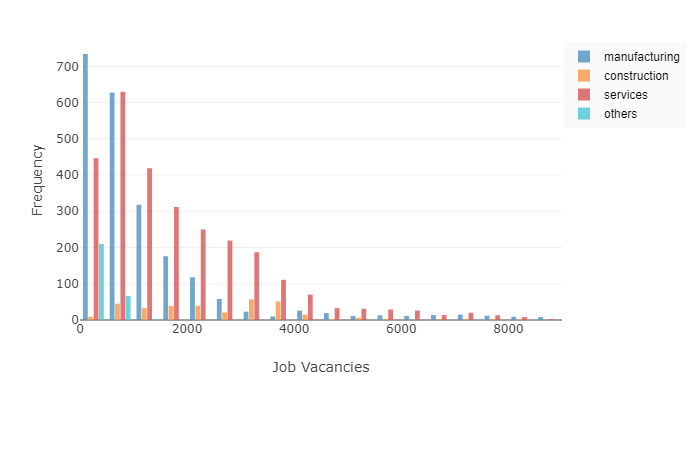 manufacturing
construction
services
others
Frequency
700
600
500
400
300
200
100
0
0 2000 4000 6000 8000
Job Vacancies